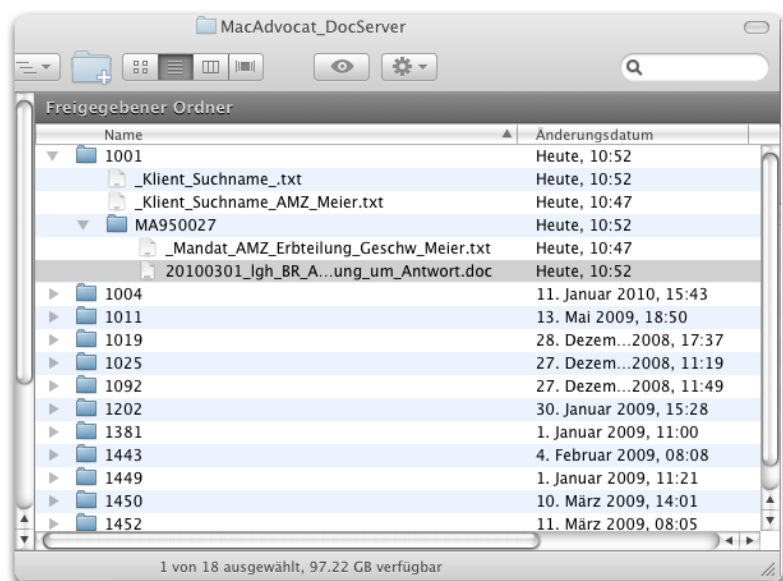 MacAdvocat_DocServer
Freigegebener Ordner
Name Änderungsdatum
1001 Heute, 10:52
_Klient_Suchname_.txt Heute, 10:52
_Klient_Suchname_AMZ_Meier.txt Heute, 10:47
MA950027 Heute, 10:52
_Mandat_AMZ_Erbteilung_Geschw_Meier.txt Heute, 10:47
20100301_lgh_BR_A...ung_um_Antwort.doc Heute, 10:52
1004 11. Januar 2010, 15:43
1011 13. Mai 2009, 18:50
1019 28. Dezem...2008, 17:37
1025 27. Dezem...2008, 11:19
1092 27. Dezem...2008, 11:49
1202 30. Januar 2009, 15:28
1381 1. Januar 2009, 11:00
1443 4. Februar 2009, 08:08
1449 1. Januar 2009, 11:21
1450 10. März 2009, 14:01
1452 11. März 2009, 08:05
1 von 18 ausgewählt, 97.22 GB verfügbar